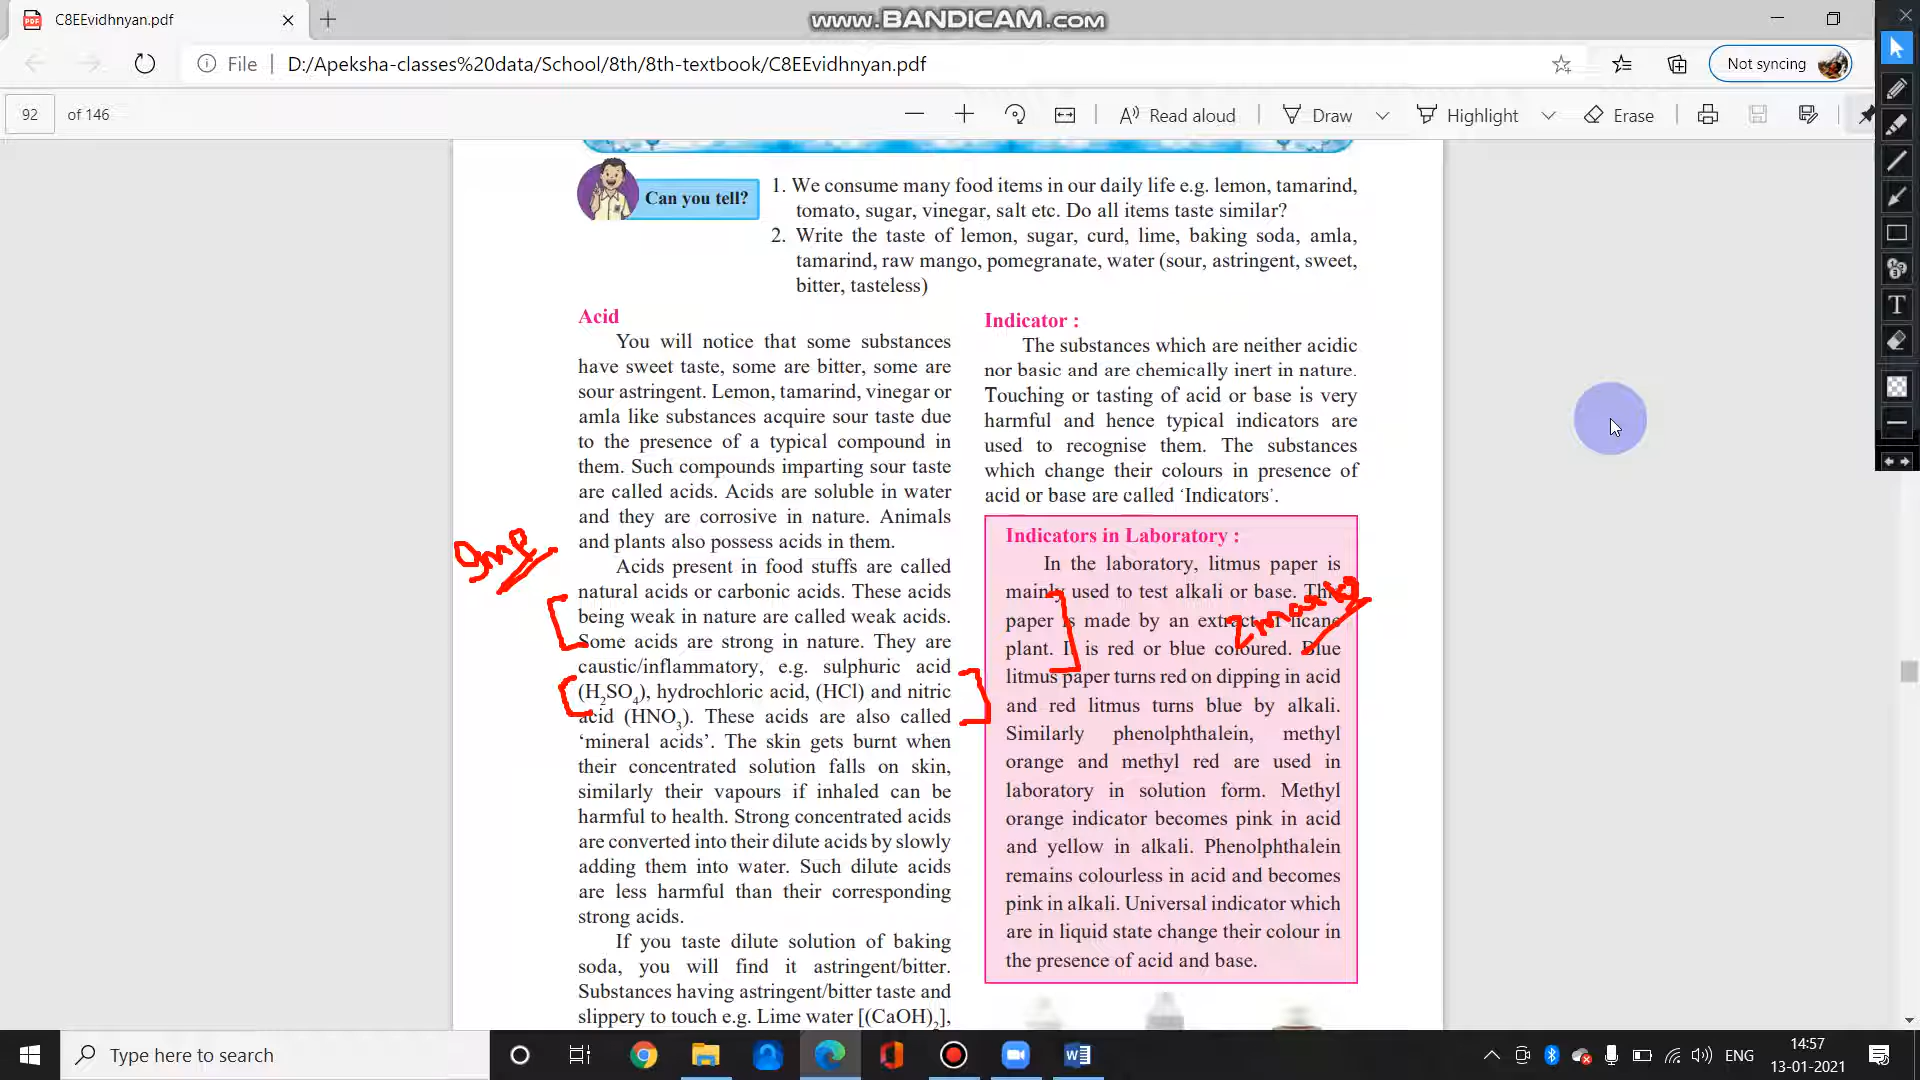 C8EEvidhnyan.pdf
www.BANDICAM.com
File D:/Apeksha-classes%20data/School/8th/8th-textbook/C8EEvidhnyan.pdf
Not syncing
92 of 146
Read aloud
Draw
Highlight
Erase
Can you tell?
1. We consume many food items in our daily life e.g. lemon, tamarind,
tomato, sugar, vinegar, salt etc. Do all items taste similar?
2. Write the taste of lemon, sugar, curd, lime, baking soda, amla,
tamarind, raw mango, pomegranate, water (sour, astringent, sweet,
bitter, tasteless)
Acid
You will notice that some substances
have sweet taste, some are bitter, some are
sour astringent. Lemon, tamarind, vinegar or
amla like substances acquire sour taste due
to the presence of a typical compound in
them. Such compounds imparting sour taste
are called acids. Acids are soluble in water
and they are corrosive in nature. Animals
and plants also possess acids in them.
Imp
Acids present in food stuffs are called
natural acids or carbonic acids. These acids
being weak in nature are called weak acids.
Some acids are strong in nature. They are
caustic/inflammatory, e.g. sulphuric acid
(H₂SO₄), hydrochloric acid, (HCl) and nitric
acid (HNO₃). These acids are also called
‘mineral acids’. The skin gets burnt when
their concentrated solution falls on skin,
similarly their vapours if inhaled can be
harmful to health. Strong concentrated acids
are converted into their dilute acids by slowly
adding them into water. Such dilute acids
are less harmful than their corresponding
strong acids.
If you taste dilute solution of baking
soda, you will find it astringent/bitter.
Substances having astringent/bitter taste and
slippery to touch e.g. Lime water [(CaOH)₂],
Indicator :
The substances which are neither acidic
nor basic and are chemically inert in nature.
Touching or tasting of acid or base is very
harmful and hence typical indicators are
used to recognise them. The substances
which change their colours in presence of
acid or base are called ‘Indicators’.
Indicators in Laboratory :
In the laboratory, litmus paper is
mainly used to test alkali or base. This
paper is made by an extract of licane
plant. It is red or blue coloured. Blue
2 marks
litmus paper turns red on dipping in acid
and red litmus turns blue by alkali.
Similarly phenolphthalein, methyl
orange and methyl red are used in
laboratory in solution form. Methyl
orange indicator becomes pink in acid
and yellow in alkali. Phenolphthalein
remains colourless in acid and becomes
pink in alkali. Universal indicator which
are in liquid state change their colour in
the presence of acid and base.
Type here to search
ENG
14:57
13-01-2021